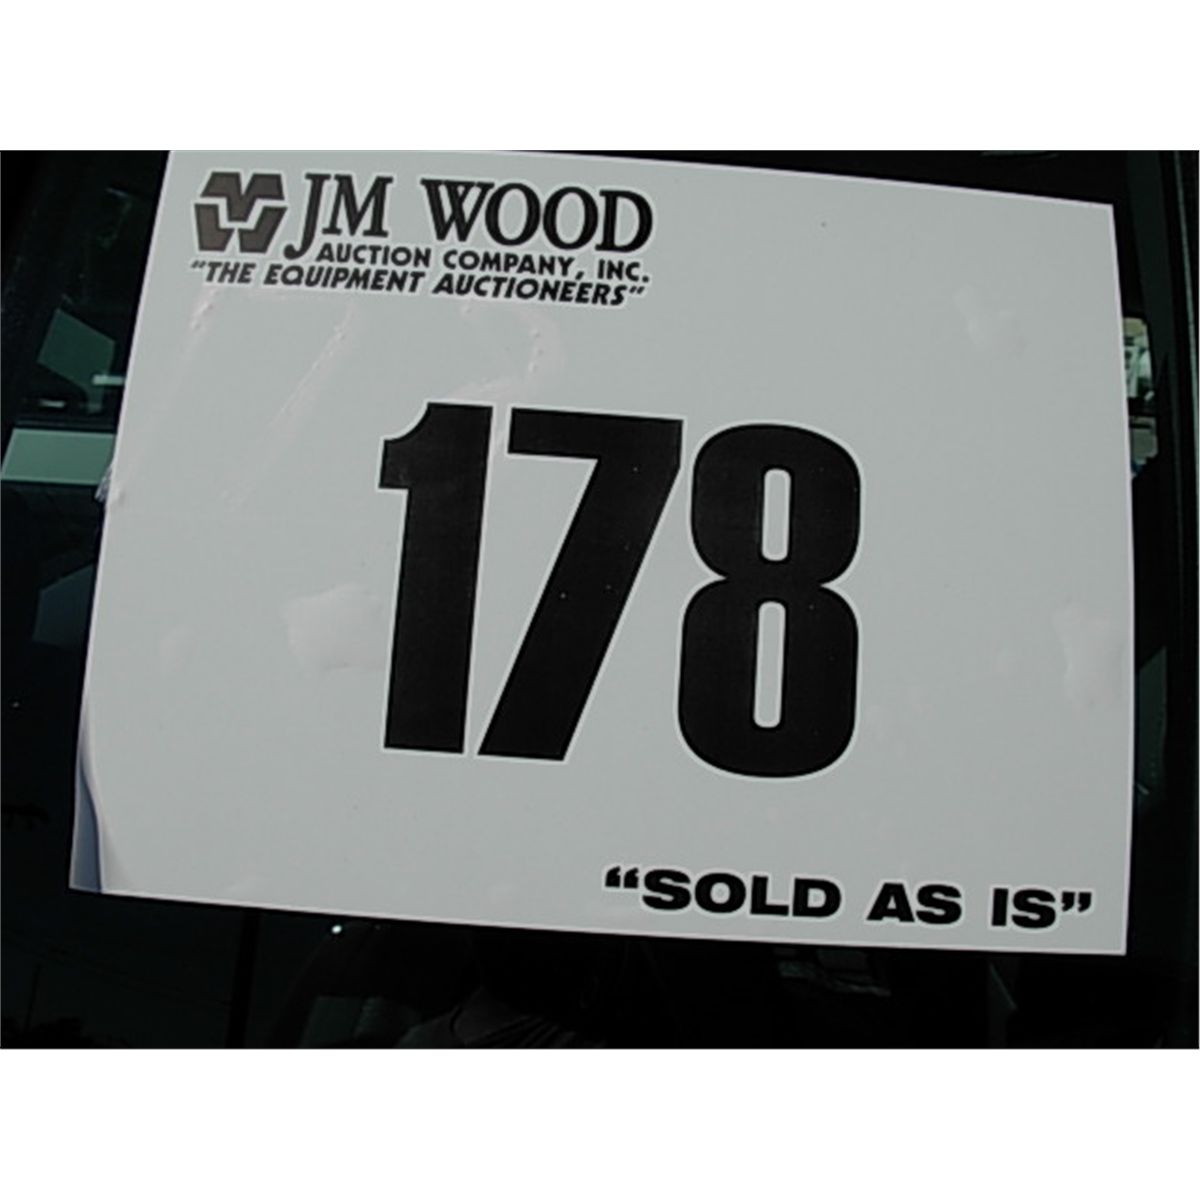 JM WOOD
AUCTION COMPANY, INC.
"THE EQUIPMENT AUCTIONEERS"
178
"SOLD AS IS"